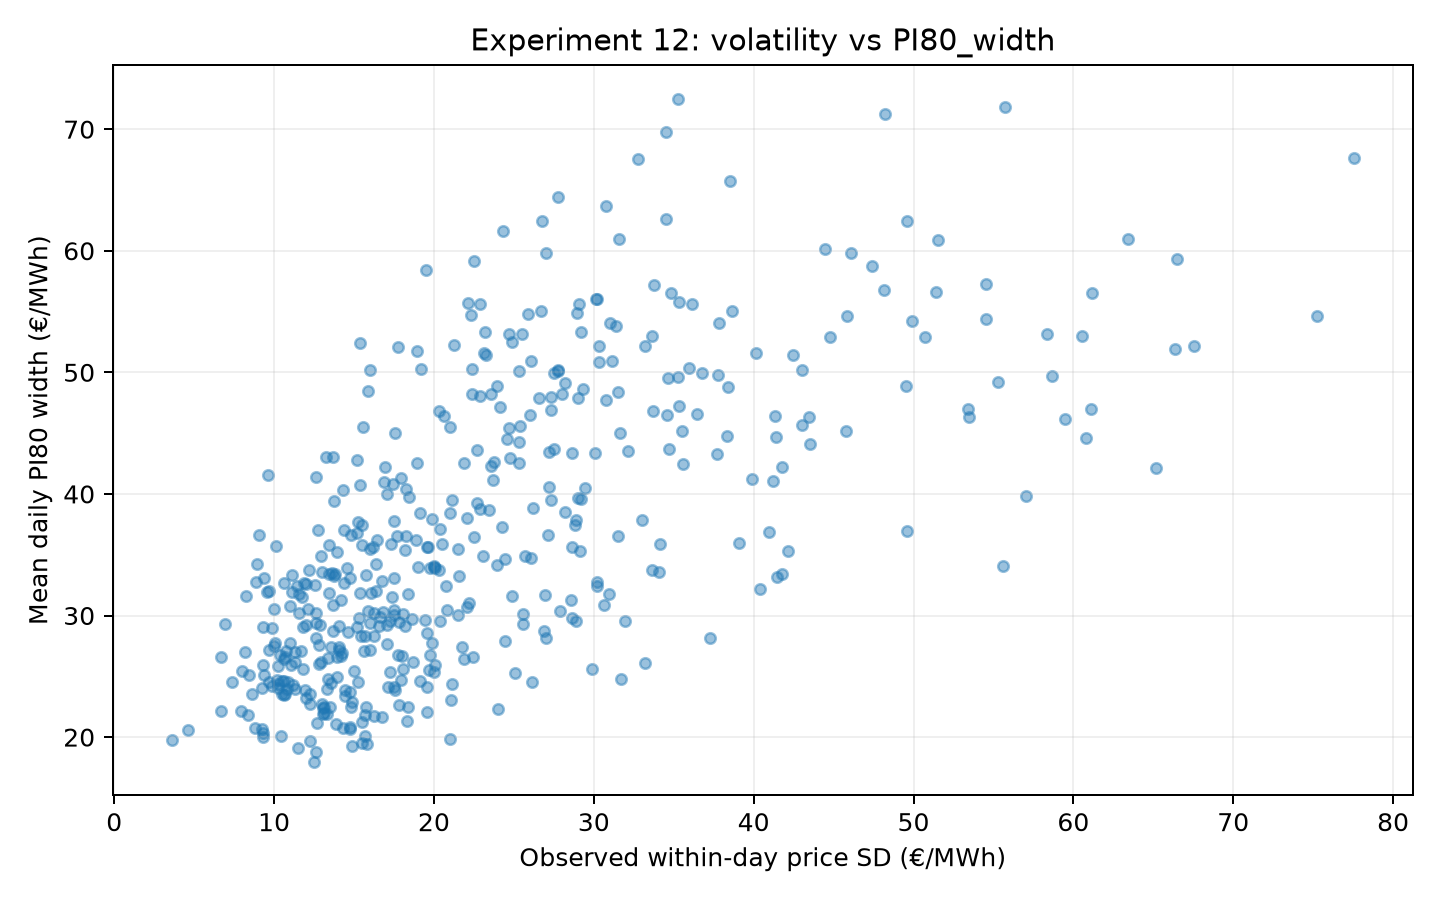 Experiment 12: volatility vs PI80_width
Mean daily PI80 width (€/MWh)
70
60
50
40
30
20
0 10 20 30 40 50 60 70 80
Observed within-day price SD (€/MWh)